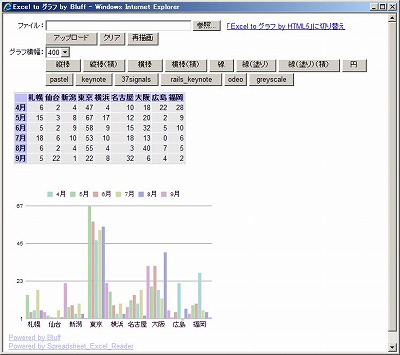 Excel to グラフ by Bluff - Windows Internet Explorer
ファイル: 参照... 「Excel to グラフ by HTML5」に切り替え
アップロード クリア 再描画
グラフ横幅: 400
縦棒 縦棒(積) 横棒 横棒(積) 線 線(塗り) 線(塗り)(積) 円
pastel keynote 37signals rails_keynote odeo greyscale
札幌 仙台 新潟 東京 横浜 名古屋 大阪 広島 福岡
4月 6 2 4 47 4 10 18 22 28
5月 15 3 8 67 17 12 20 2 9
6月 5 2 9 58 9 15 32 5 10
7月 18 6 10 53 10 18 13 0 6
8月 6 2 4 55 4 3 40 7 5
9月 5 22 1 22 8 32 6 4 2
4月 5月 6月 7月 8月 9月
67
45
23
1
札幌 仙台 新潟 東京 横浜 名古屋 大阪 広島 福岡
Powered by Bluff
Powered by Spreadsheet_Excel_Reader